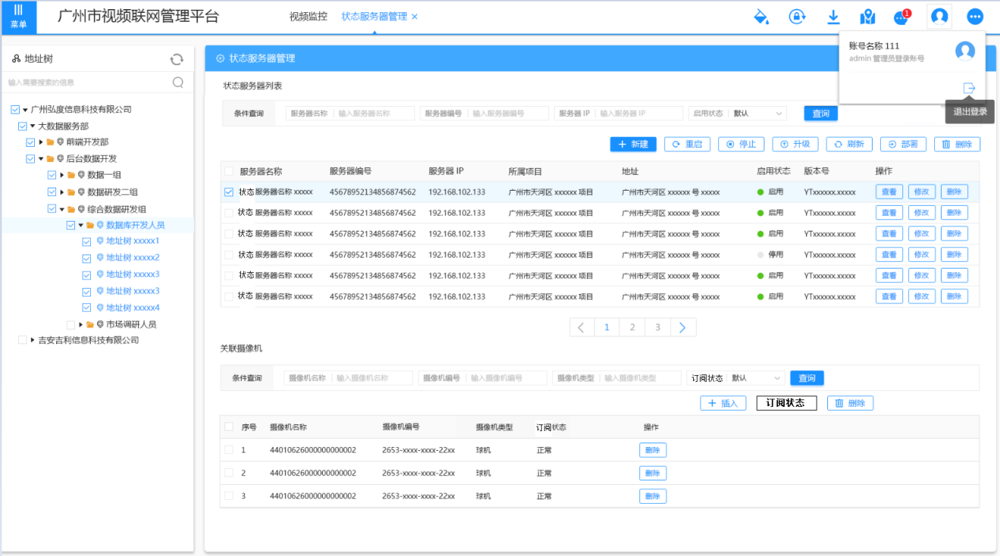 菜单
广州市视频联网管理平台
视频监控 状态服务器管理 ×
1
账号名称 111
admin 管理员登录账号
退出登录
地址树
输入需要搜索的信息
广州弘度信息科技有限公司
大数据服务部
前端开发部
后台数据开发
数据一组
数据研发二组
综合数据研发组
数据库开发人员
地址树 xxxxx1
地址树 xxxxx2
地址树 xxxxx3
地址树 xxxxx3
地址树 xxxxx4
市场调研人员
吉安吉利信息科技有限公司
状态服务器管理
状态服务器列表
条件查询 服务器名称 输入服务器名称 服务器编号 输入服务器编号 服务器 IP 输入服务器 IP 启用状态 默认 查询
+ 新建 重启 停止 升级 刷新 部署 删除
服务器名称 服务器编号 服务器 IP 所属项目 地址 启用状态 版本号 操作
状态服务器名称 xxxxx 45678952134856874562 192.168.102.133 广州市天河区 xxxxxx 项目 广州市天河区 xxxxxx 号 xxxxx 启用 YTxxxxxx.xxxxx 查看 修改 删除
状态 服务器名称 xxxxx 45678952134856874562 192.168.102.133 广州市天河区 xxxxxx 项目 广州市天河区 xxxxxx 号 xxxxx 启用 YTxxxxxx.xxxxx 查看 修改 删除
状态 服务器名称 xxxxx 45678952134856874562 192.168.102.133 广州市天河区 xxxxxx 项目 广州市天河区 xxxxxx 号 xxxxx 启用 YTxxxxxx.xxxxx 查看 修改 删除
状态 服务器名称 xxxxx 45678952134856874562 192.168.102.133 广州市天河区 xxxxxx 项目 广州市天河区 xxxxxx 号 xxxxx 停用 YTxxxxxx.xxxxx 查看 修改 删除
状态 服务器名称 xxxxx 45678952134856874562 192.168.102.133 广州市天河区 xxxxxx 项目 广州市天河区 xxxxxx 号 xxxxx 启用 YTxxxxxx.xxxxx 查看 修改 删除
状态 服务器名称 xxxxx 45678952134856874562 192.168.102.133 广州市天河区 xxxxxx 项目 广州市天河区 xxxxxx 号 xxxxx 启用 YTxxxxxx.xxxxx 查看 修改 删除
1 2 3
关联摄像机
条件查询 摄像机名称 输入摄像机名称 摄像机编号 输入摄像机编号 摄像机类型 输入摄像机类型 订阅状态 默认 查询
+ 插入 订阅状态 删除
序号 摄像机名称 摄像机编号 摄像机类型 订阅状态 操作
1 44010626000000000002 2653-xxxx-xxxx-22xx 球机 正常 删除
2 44010626000000000002 2653-xxxx-xxxx-22xx 球机 正常 删除
3 44010626000000000002 2653-xxxx-xxxx-22xx 球机 正常 删除